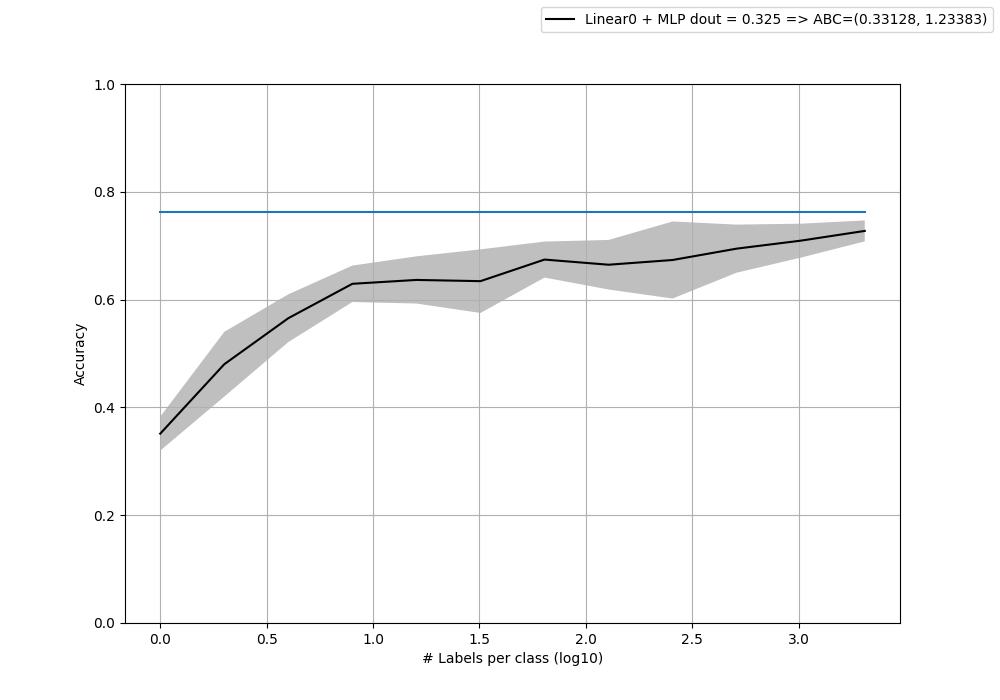 Linear0 + MLP dout = 0.325 => ABC=(0.33128, 1.23383)
1.0
0.8
0.6
0.4
0.2
0.0
Accuracy
0.0 0.5 1.0 1.5 2.0 2.5 3.0
# Labels per class (log10)